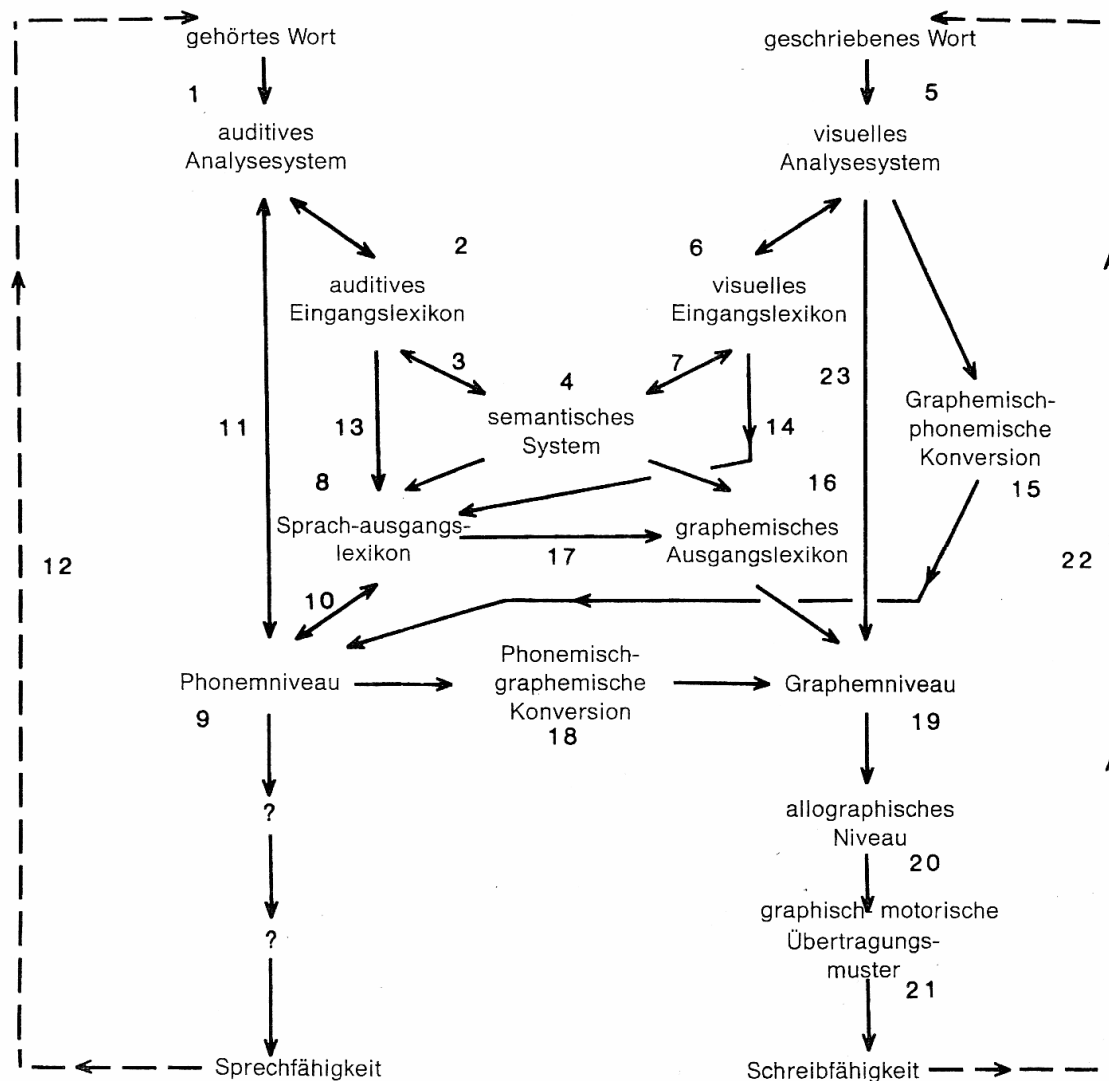 gehörtes Wort
geschriebenes Wort
1
5
auditives
Analysesystem
visuelles
Analysesystem
2
6
auditives
Eingangslexikon
visuelles
Eingangslexikon
3
4
7
23
semantisches
System
Graphemisch-
phonemische
Konversion
11
13
14
8
16
15
Sprach-ausgangs-
lexikon
graphemisches
Ausgangslexikon
17
12
22
10
Phonemniveau
Phonemisch-
graphemische
Konversion
Graphemniveau
9
18
19
?
allographisches
Niveau
20
?
graphisch- motorische
Übertragungs-
muster
21
Sprechfähigkeit
Schreibfähigkeit